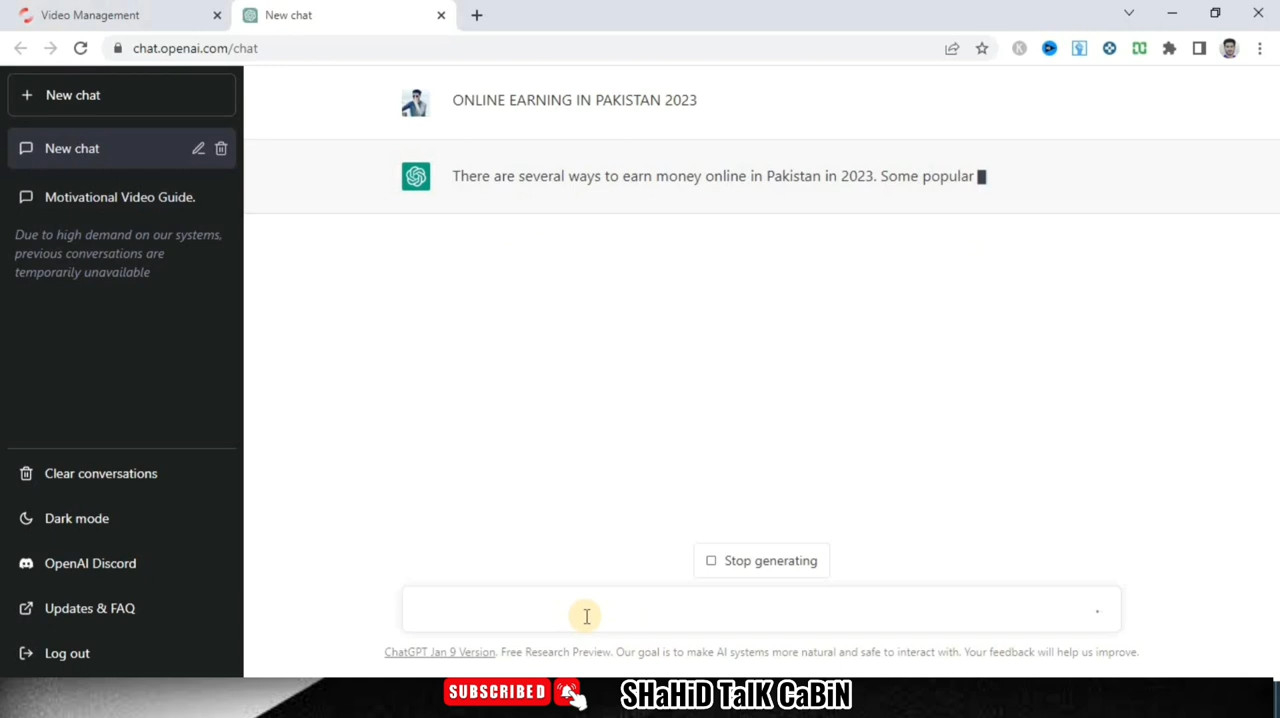 Video Management
New chat
chat.openai.com/chat
New chat
New chat
Motivational Video Guide.
Due to high demand on our systems,
previous conversations are
temporarily unavailable
Clear conversations
Dark mode
OpenAI Discord
Updates & FAQ
Log out
ONLINE EARNING IN PAKISTAN 2023
There are several ways to earn money online in Pakistan in 2023. Some popular
Stop generating
ChatGPT Jan 9 Version. Free Research Preview. Our goal is to make AI systems more natural and safe to interact with. Your feedback will help us improve.
SUBSCRIBED
SHaHiD TalK CaBiN